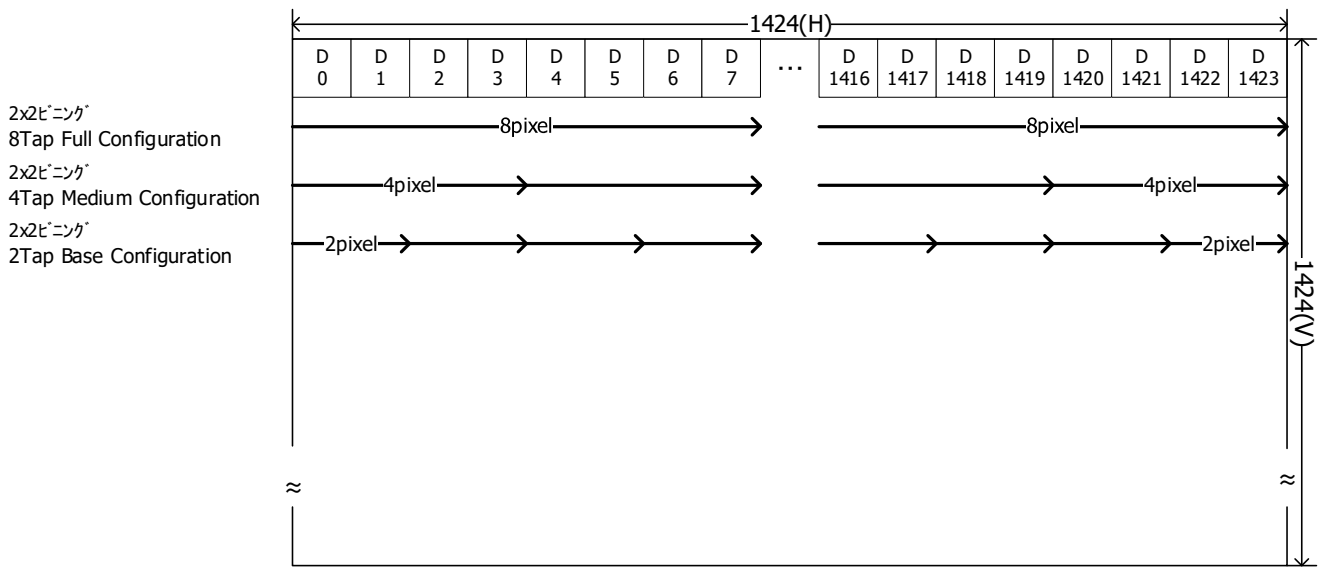 1424(H)
D 0 D 1 D 2 D 3 D 4 D 5 D 6 D 7 ... D 1416 D 1417 D 1418 D 1419 D 1420 D 1421 D 1422 D 1423
2x2ﾋﾞﾆﾝｸﾞ
8Tap Full Configuration
8pixel 8pixel
2x2ﾋﾞﾆﾝｸﾞ
4Tap Medium Configuration
4pixel 4pixel
2x2ﾋﾞﾆﾝｸﾞ
2Tap Base Configuration
2pixel 2pixel
1424(V)
≈ ≈